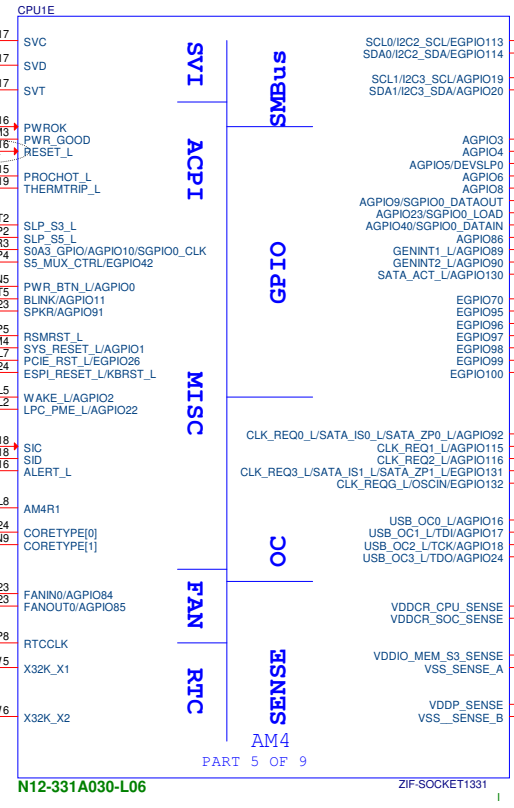 CPU1E
SVC
SVD
SVT
PWROK
PWR_GOOD
RESET_L
PROCHOT_L
THERMTRIP_L
SLP_S3_L
SLP_S5_L
S0A3_GPIO/AGPIO10/SGPIO0_CLK
S5_MUX_CTRL/EGPIO42
PWR_BTN_L/AGPIO0
BLINK/AGPIO11
SPKR/AGPIO91
RSMRST_L
SYS_RESET_L/AGPIO1
PCIE_RST_L/EGPIO26
ESPI_RESET_L/KBRST_L
WAKE_L/AGPIO2
LPC_PME_L/AGPIO22
SIC
SID
ALERT_L
AM4R1
CORETYPE[0]
CORETYPE[1]
FANIN0/AGPIO84
FANOUT0/AGPIO85
RTCCLK
X32K_X1
X32K_X2
SVI
ACPI
MISC
FAN
RTC
SMBus
GPIO
OC
SENSE
SCL0/I2C2_SCL/EGPIO113
SDA0/I2C2_SDA/EGPIO114
SCL1/I2C3_SCL/AGPIO19
SDA1/I2C3_SDA/AGPIO20
AGPIO3
AGPIO4
AGPIO5/DEVSLP0
AGPIO6
AGPIO8
AGPIO9/SGPIO0_DATAOUT
AGPIO23/SGPIO0_LOAD
AGPIO40/SGPIO0_DATAIN
AGPIO86
GENINT1_L/AGPIO89
GENINT2_L/AGPIO90
SATA_ACT_L/AGPIO130
EGPIO70
EGPIO95
EGPIO96
EGPIO97
EGPIO98
EGPIO99
EGPIO100
CLK_REQ0_L/SATA_IS0_L/SATA_ZP0_L/AGPIO92
CLK_REQ1_L/AGPIO115
CLK_REQ2_L/AGPIO116
CLK_REQ3_L/SATA_IS1_L/SATA_ZP1_L/EGPIO131
CLK_REQG_L/OSCIN/EGPIO132
USB_OC0_L/AGPIO16
USB_OC1_L/TDI/AGPIO17
USB_OC2_L/TCK/AGPIO18
USB_OC3_L/TDO/AGPIO24
VDDCR_CPU_SENSE
VDDCR_SOC_SENSE
VDDIO_MEM_S3_SENSE
VSS_SENSE_A
VDDP_SENSE
VSS__SENSE_B
AM4
PART 5 OF 9
N12-331A030-L06
ZIF-SOCKET1331